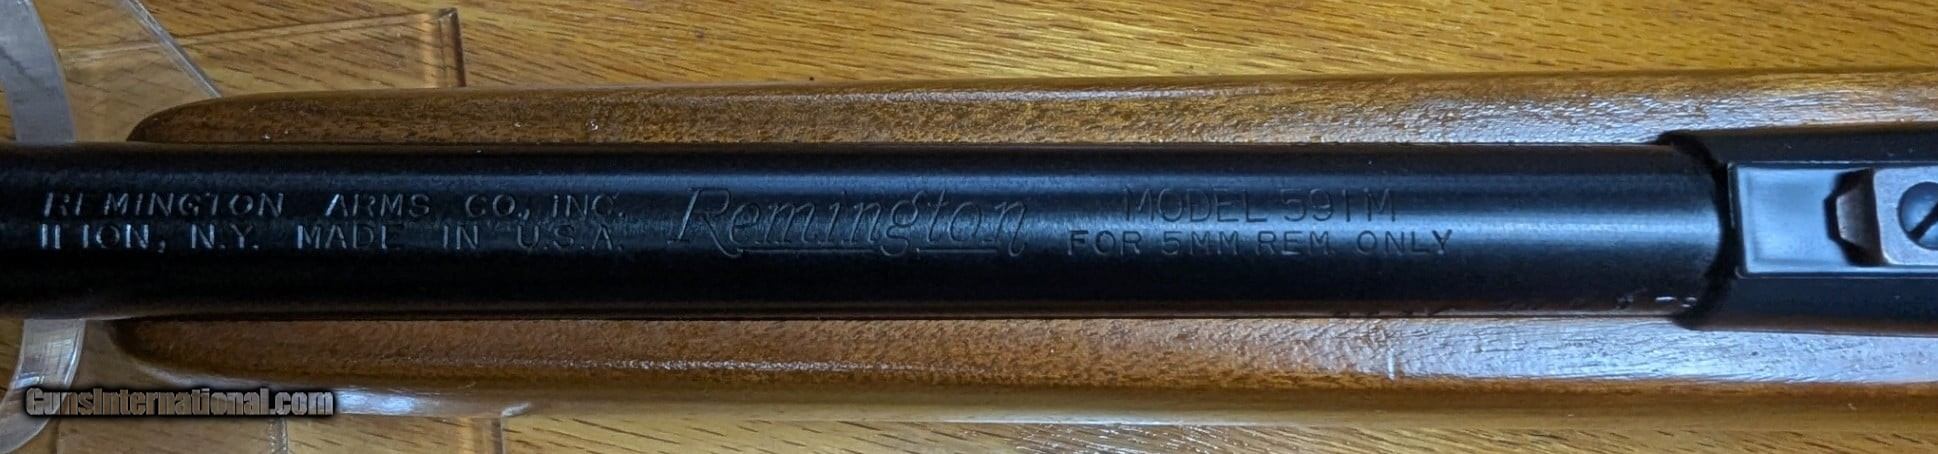 REMINGTON ARMS CO., INC.
ILION, N.Y. MADE IN U.S.A.
Remington
MODEL 591M
FOR 5MM REM. ONLY
GunsInternational.com